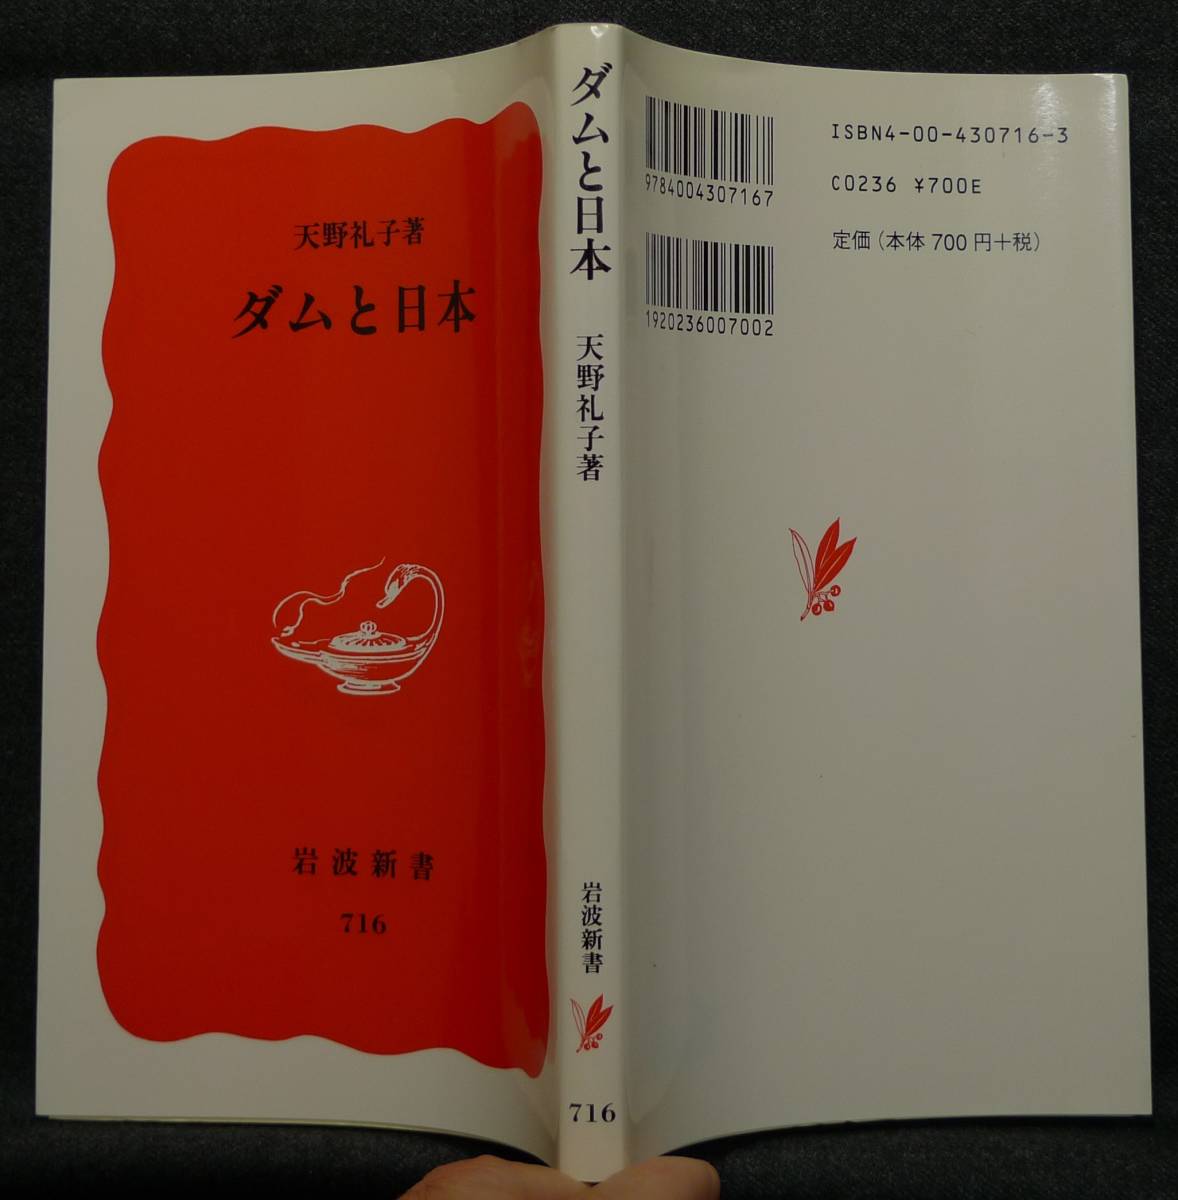 天野礼子著
ダムと日本
岩波新書
716
ダムと日本
天野礼子著
岩波新書
716
9784004307167
1920236007002
ISBN4-00-430716-3
C0236 ¥700E
定価(本体700円+税)